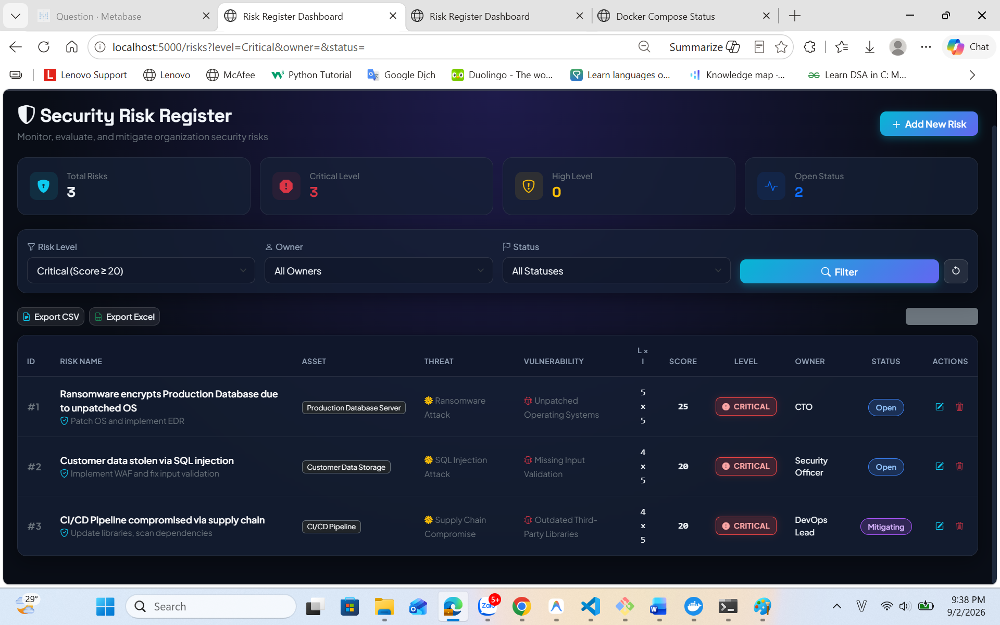 Question · Metabase
Risk Register Dashboard
Risk Register Dashboard
Docker Compose Status
localhost:5000/risks?level=Critical&owner=&status=
Summarize
Chat
Lenovo Support
Lenovo
McAfee
Python Tutorial
Google Dịch
Duolingo - The wo...
Learn languages o...
Knowledge map ·...
Learn DSA in C: M...
Security Risk Register
Monitor, evaluate, and mitigate organization security risks
+ Add New Risk
Total Risks
3
Critical Level
3
High Level
0
Open Status
2
Risk Level
Owner
Status
Critical (Score ≥ 20)
All Owners
All Statuses
Filter
Export CSV
Export Excel
ID
RISK NAME
ASSET
THREAT
VULNERABILITY
L ×
I
SCORE
LEVEL
OWNER
STATUS
ACTIONS
#1
Ransomware encrypts Production Database due
to unpatched OS
Patch OS and implement EDR
Production Database Server
Ransomware
Attack
Unpatched
Operating Systems
5
x
5
25
CRITICAL
CTO
Open
#2
Customer data stolen via SQL injection
Implement WAF and fix input validation
Customer Data Storage
SQL Injection
Attack
Missing Input
Validation
4
x
5
20
CRITICAL
Security
Officer
Open
#3
CI/CD Pipeline compromised via supply chain
Update libraries, scan dependencies
CI/CD Pipeline
Supply Chain
Compromise
Outdated Third-
Party Libraries
4
x
5
20
CRITICAL
DevOps
Lead
Mitigating
29°
Search
Zalo
5+
V
9:38 PM
9/2/2026